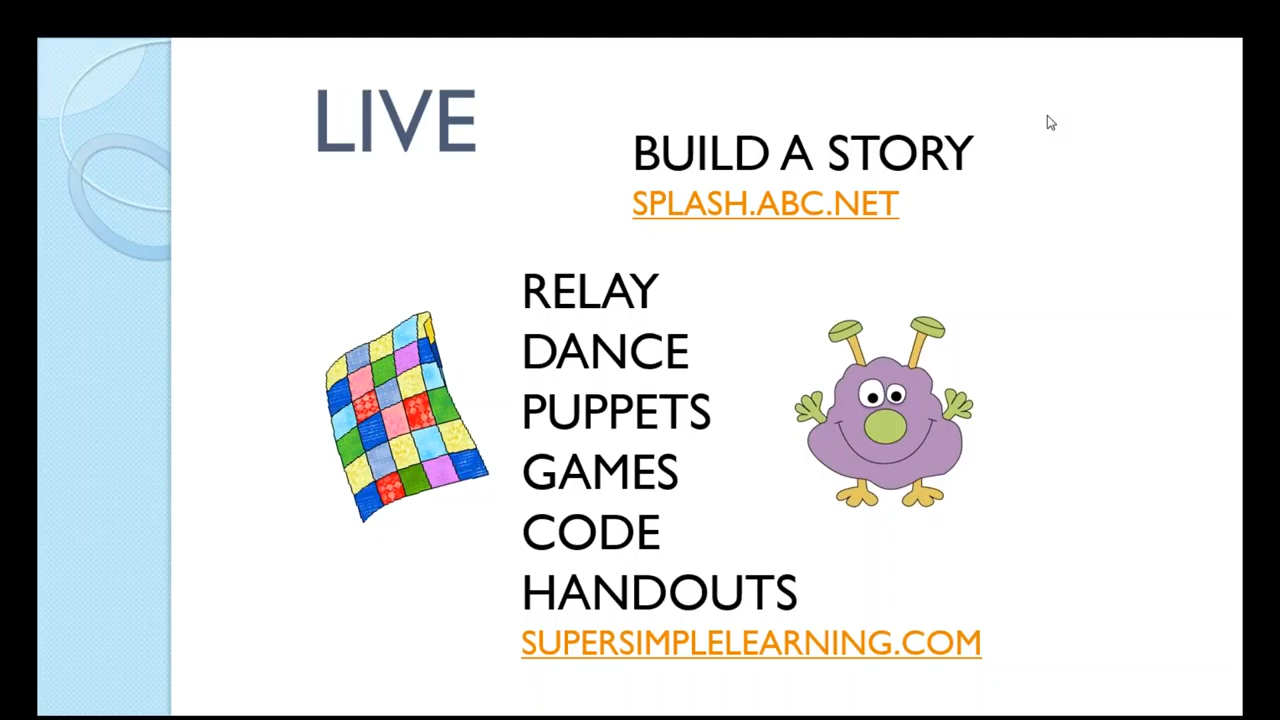 LIVE
BUILD A STORY
SPLASH.ABC.NET
RELAY
DANCE
PUPPETS
GAMES
CODE
HANDOUTS
SUPERSIMPLELEARNING.COM